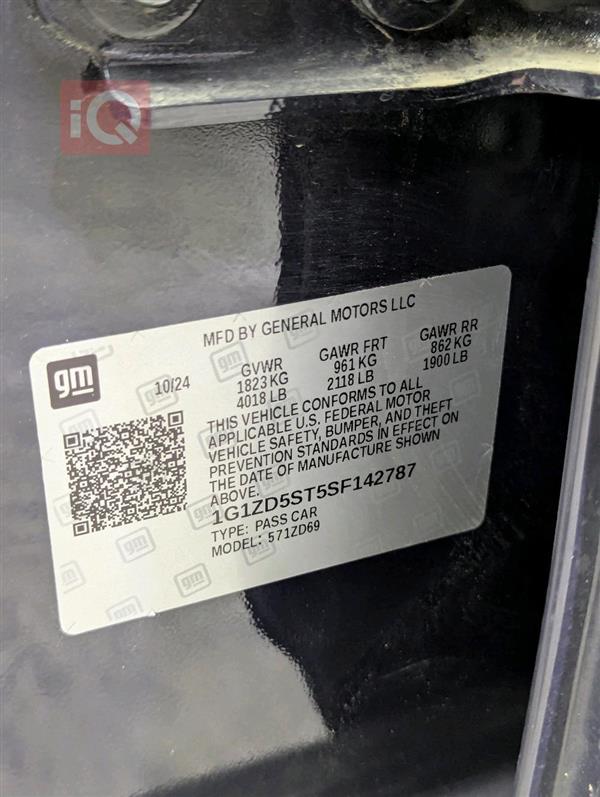 iQ
MFD BY GENERAL MOTORS LLC
gm
10/24
GVWR GAWR FRT GAWR RR
1823 KG 961 KG 862 KG
4018 LB 2118 LB 1900 LB
THIS VEHICLE CONFORMS TO ALL
APPLICABLE U.S. FEDERAL MOTOR
VEHICLE SAFETY, BUMPER, AND THEFT
PREVENTION STANDARDS IN EFFECT ON
THE DATE OF MANUFACTURE SHOWN
ABOVE.
1G1ZD5ST5SF142787
TYPE: PASS CAR
MODEL: 571ZD69